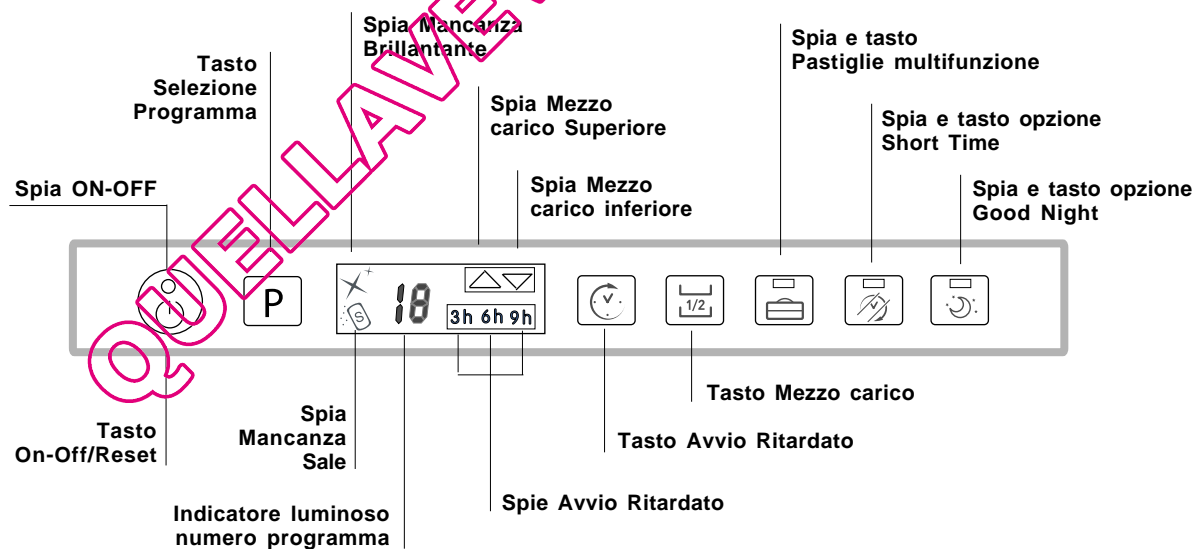 Spia Mancanza
Brillantante
Tasto
Selezione
Programma
Spia Mezzo
carico Superiore
Spia e tasto
Pastiglie multifunzione
Spia e tasto opzione
Short Time
Spia ON-OFF
Spia Mezzo
carico inferiore
Spia e tasto opzione
Good Night
P
S
18
3h 6h 9h
1/2
Tasto
On-Off/Reset
Spia
Mancanza
Sale
Indicatore luminoso
numero programma
Spie Avvio Ritardato
Tasto Avvio Ritardato
Tasto Mezzo carico
QUELLAVE